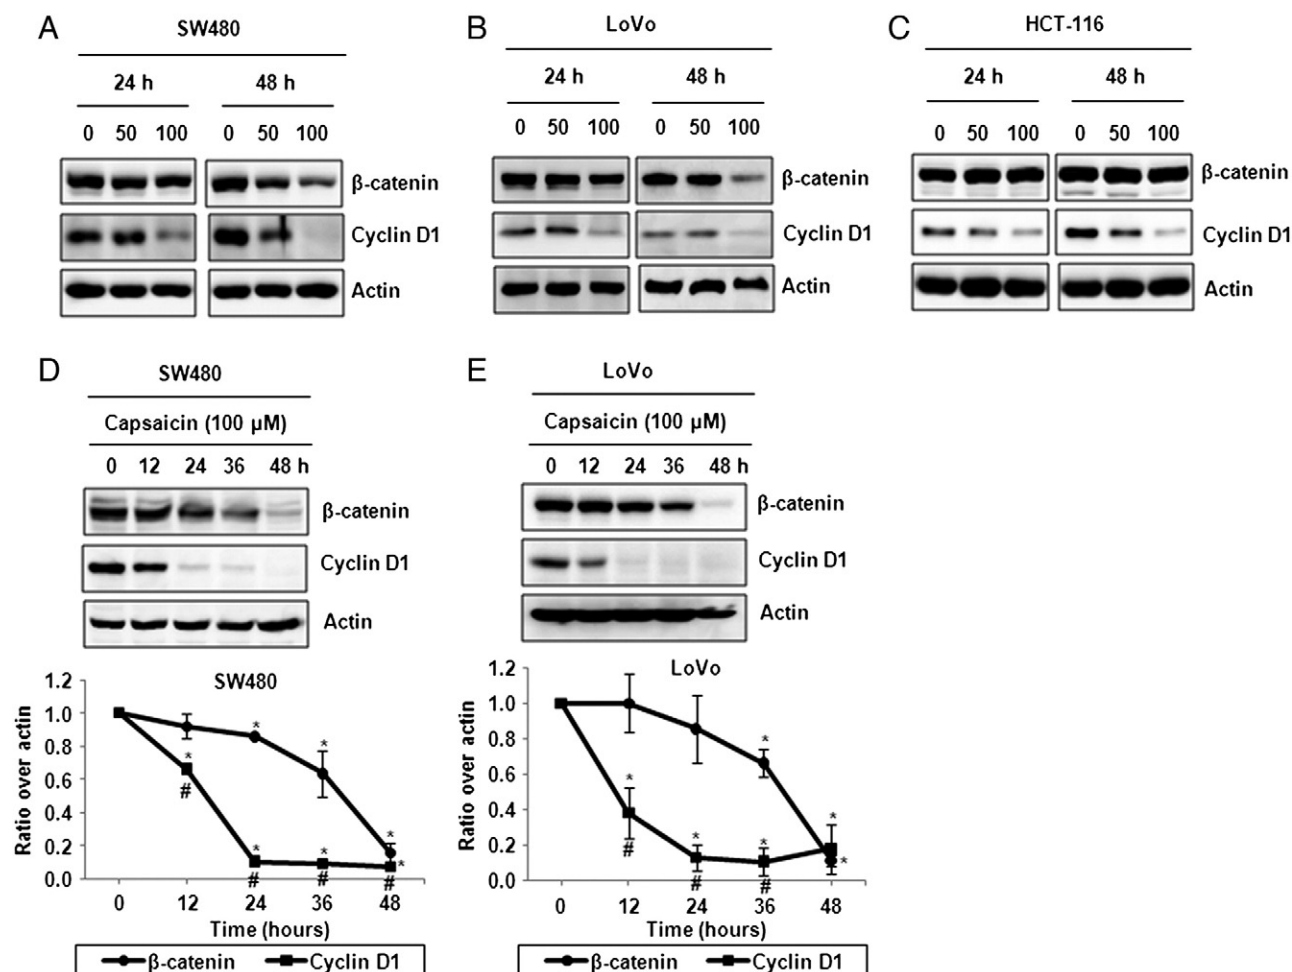 A
SW480
24 h 48 h
0 50 100 0 50 100
β-catenin
Cyclin D1
Actin
B
LoVo
24 h 48 h
0 50 100 0 50 100
β-catenin
Cyclin D1
Actin
C
HCT-116
24 h 48 h
0 50 100 0 50 100
β-catenin
Cyclin D1
Actin
D
SW480
Capsaicin (100 µM)
0 12 24 36 48 h
β-catenin
Cyclin D1
Actin
SW480
Ratio over actin
1.2
1.0
0.8
0.6
0.4
0.2
0.0
* * * * * * * *
# # # #
0 12 24 36 48
Time (hours)
β-catenin Cyclin D1
E
LoVo
Capsaicin (100 µM)
0 12 24 36 48 h
β-catenin
Cyclin D1
Actin
LoVo
Ratio over actin
1.2
1.0
0.8
0.6
0.4
0.2
0.0
* * * * * *
# # #
0 12 24 36 48
Time (hours)
β-catenin Cyclin D1